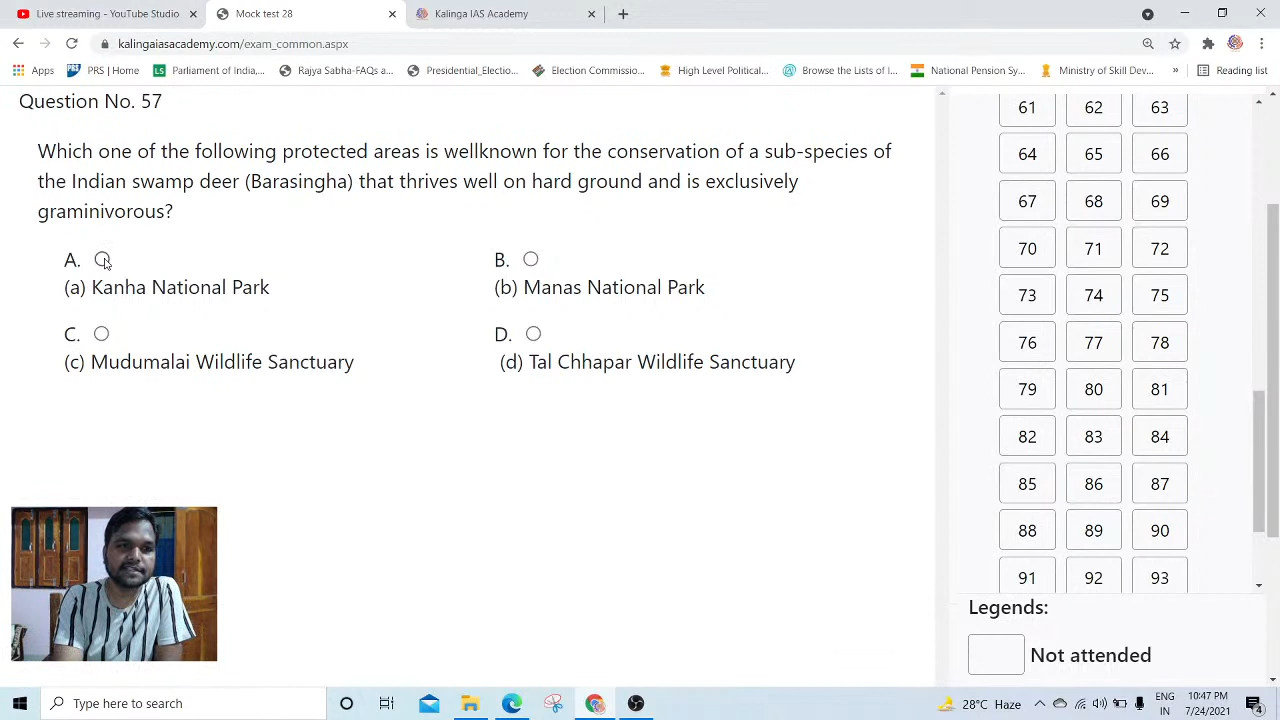 Live streaming - YouTube Studio
Mock test 28
Kalinga IAS Academy
kalingaiasacademy.com/exam_common.aspx
Apps
PRS | Home
Parliament of India,...
Rajya Sabha-FAQs a...
Presidential_Electio...
Election Commissio...
High Level Political...
Browse the Lists of I...
National Pension Sy...
Ministry of Skill Dev...
»
Reading list
Question No. 57
Which one of the following protected areas is wellknown for the conservation of a sub-species of
the Indian swamp deer (Barasingha) that thrives well on hard ground and is exclusively
graminivorous?
A.
(a) Kanha National Park
B.
(b) Manas National Park
C.
(c) Mudumalai Wildlife Sanctuary
D.
(d) Tal Chhapar Wildlife Sanctuary
61 62 63
64 65 66
67 68 69
70 71 72
73 74 75
76 77 78
79 80 81
82 83 84
85 86 87
88 89 90
91 92 93
Legends:
Not attended
Type here to search
28°C Haze
ENG
IN
10:47 PM
7/24/2021
4